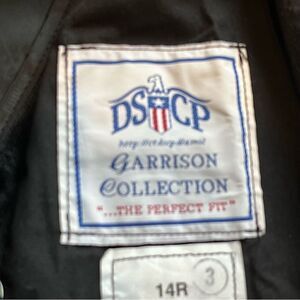 DSCP
GARRISON
COLLECTION
"...THE PERFECT FIT"
14R 3